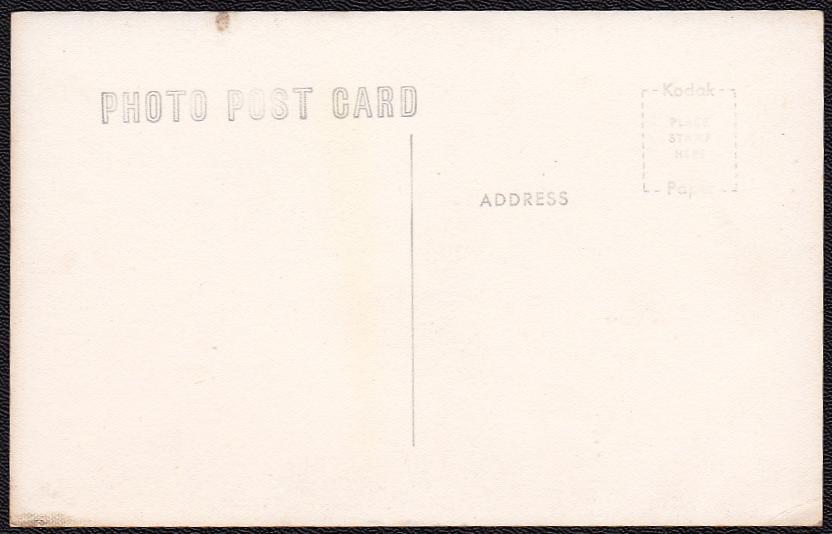 PHOTO POST CARD
Kodak
PLACE
STAMP
HERE
Paper
ADDRESS